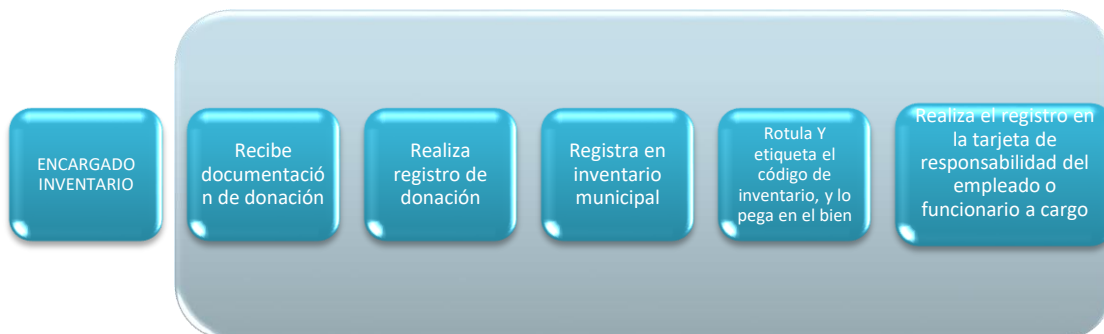 ENCARGADO
INVENTARIO
Recibe
documentació
n de donación
Realiza
registro de
donación
Registra en
inventario
municipal
Rotula Y
etiqueta el
código de
inventario, y lo
pega en el bien
Realiza el registro en
la tarjeta de
responsabilidad del
empleado o
funcionario a cargo